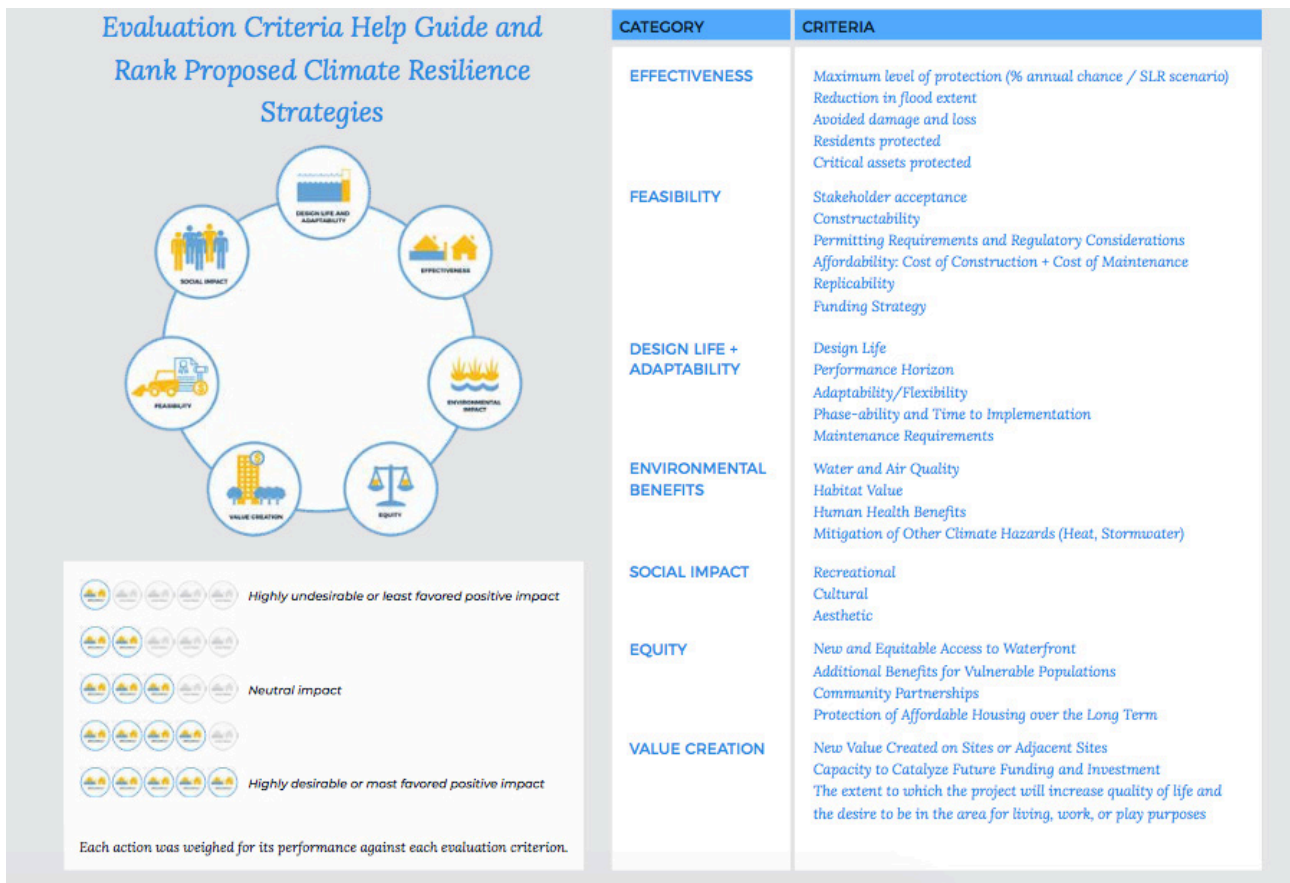 Evaluation Criteria Help Guide and
Rank Proposed Climate Resilience
Strategies
DESIGN LIFE AND
ADAPTABILITY
EFFECTIVENESS
ENVIRONMENTAL
IMPACT
EQUITY
VALUE CREATION
FEASIBILITY
SOCIAL IMPACT
Highly undesirable or least favored positive impact
Neutral impact
Highly desirable or most favored positive impact
Each action was weighed for its performance against each evaluation criterion.
CATEGORY CRITERIA
EFFECTIVENESS Maximum level of protection (% annual chance / SLR scenario)
Reduction in flood extent
Avoided damage and loss
Residents protected
Critical assets protected
FEASIBILITY Stakeholder acceptance
Constructability
Permitting Requirements and Regulatory Considerations
Affordability: Cost of Construction + Cost of Maintenance
Replicability
Funding Strategy
DESIGN LIFE + Design Life
ADAPTABILITY Performance Horizon
Adaptability/Flexibility
Phase-ability and Time to Implementation
Maintenance Requirements
ENVIRONMENTAL Water and Air Quality
BENEFITS Habitat Value
Human Health Benefits
Mitigation of Other Climate Hazards (Heat, Stormwater)
SOCIAL IMPACT Recreational
Cultural
Aesthetic
EQUITY New and Equitable Access to Waterfront
Additional Benefits for Vulnerable Populations
Community Partnerships
Protection of Affordable Housing over the Long Term
VALUE CREATION New Value Created on Sites or Adjacent Sites
Capacity to Catalyze Future Funding and Investment
The extent to which the project will increase quality of life and
the desire to be in the area for living, work, or play purposes